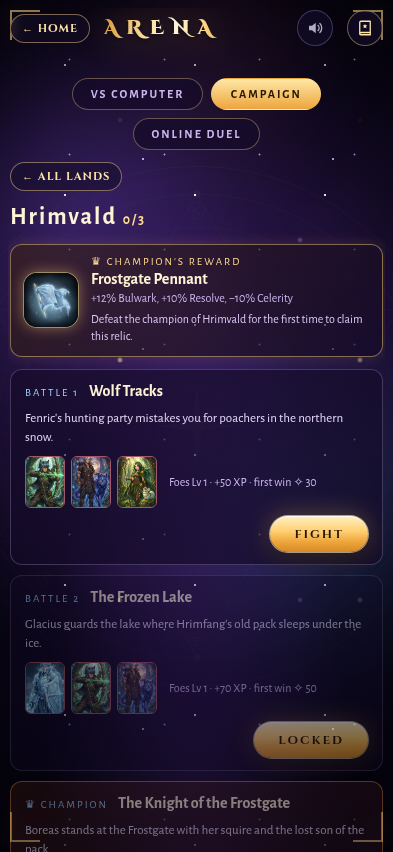 ← HOME
ARENA
VS COMPUTER
CAMPAIGN
ONLINE DUEL
← ALL LANDS
Hrimvald 0/3
♛ CHAMPION'S REWARD
Frostgate Pennant
+12% Bulwark, +10% Resolve, −10% Celerity
Defeat the champion of Hrimvald for the first time to claim
this relic.
BATTLE 1 Wolf Tracks
Fenric's hunting party mistakes you for poachers in the northern
snow.
Foes Lv 1 · +50 XP · first win ✧ 30
FIGHT
BATTLE 2 The Frozen Lake
Glacius guards the lake where Hrimfang's old pack sleeps under the
ice.
Foes Lv 1 · +70 XP · first win ✧ 50
LOCKED
♛ CHAMPION The Knight of the Frostgate
Boreas stands at the Frostgate with her squire and the lost son of the
pack.